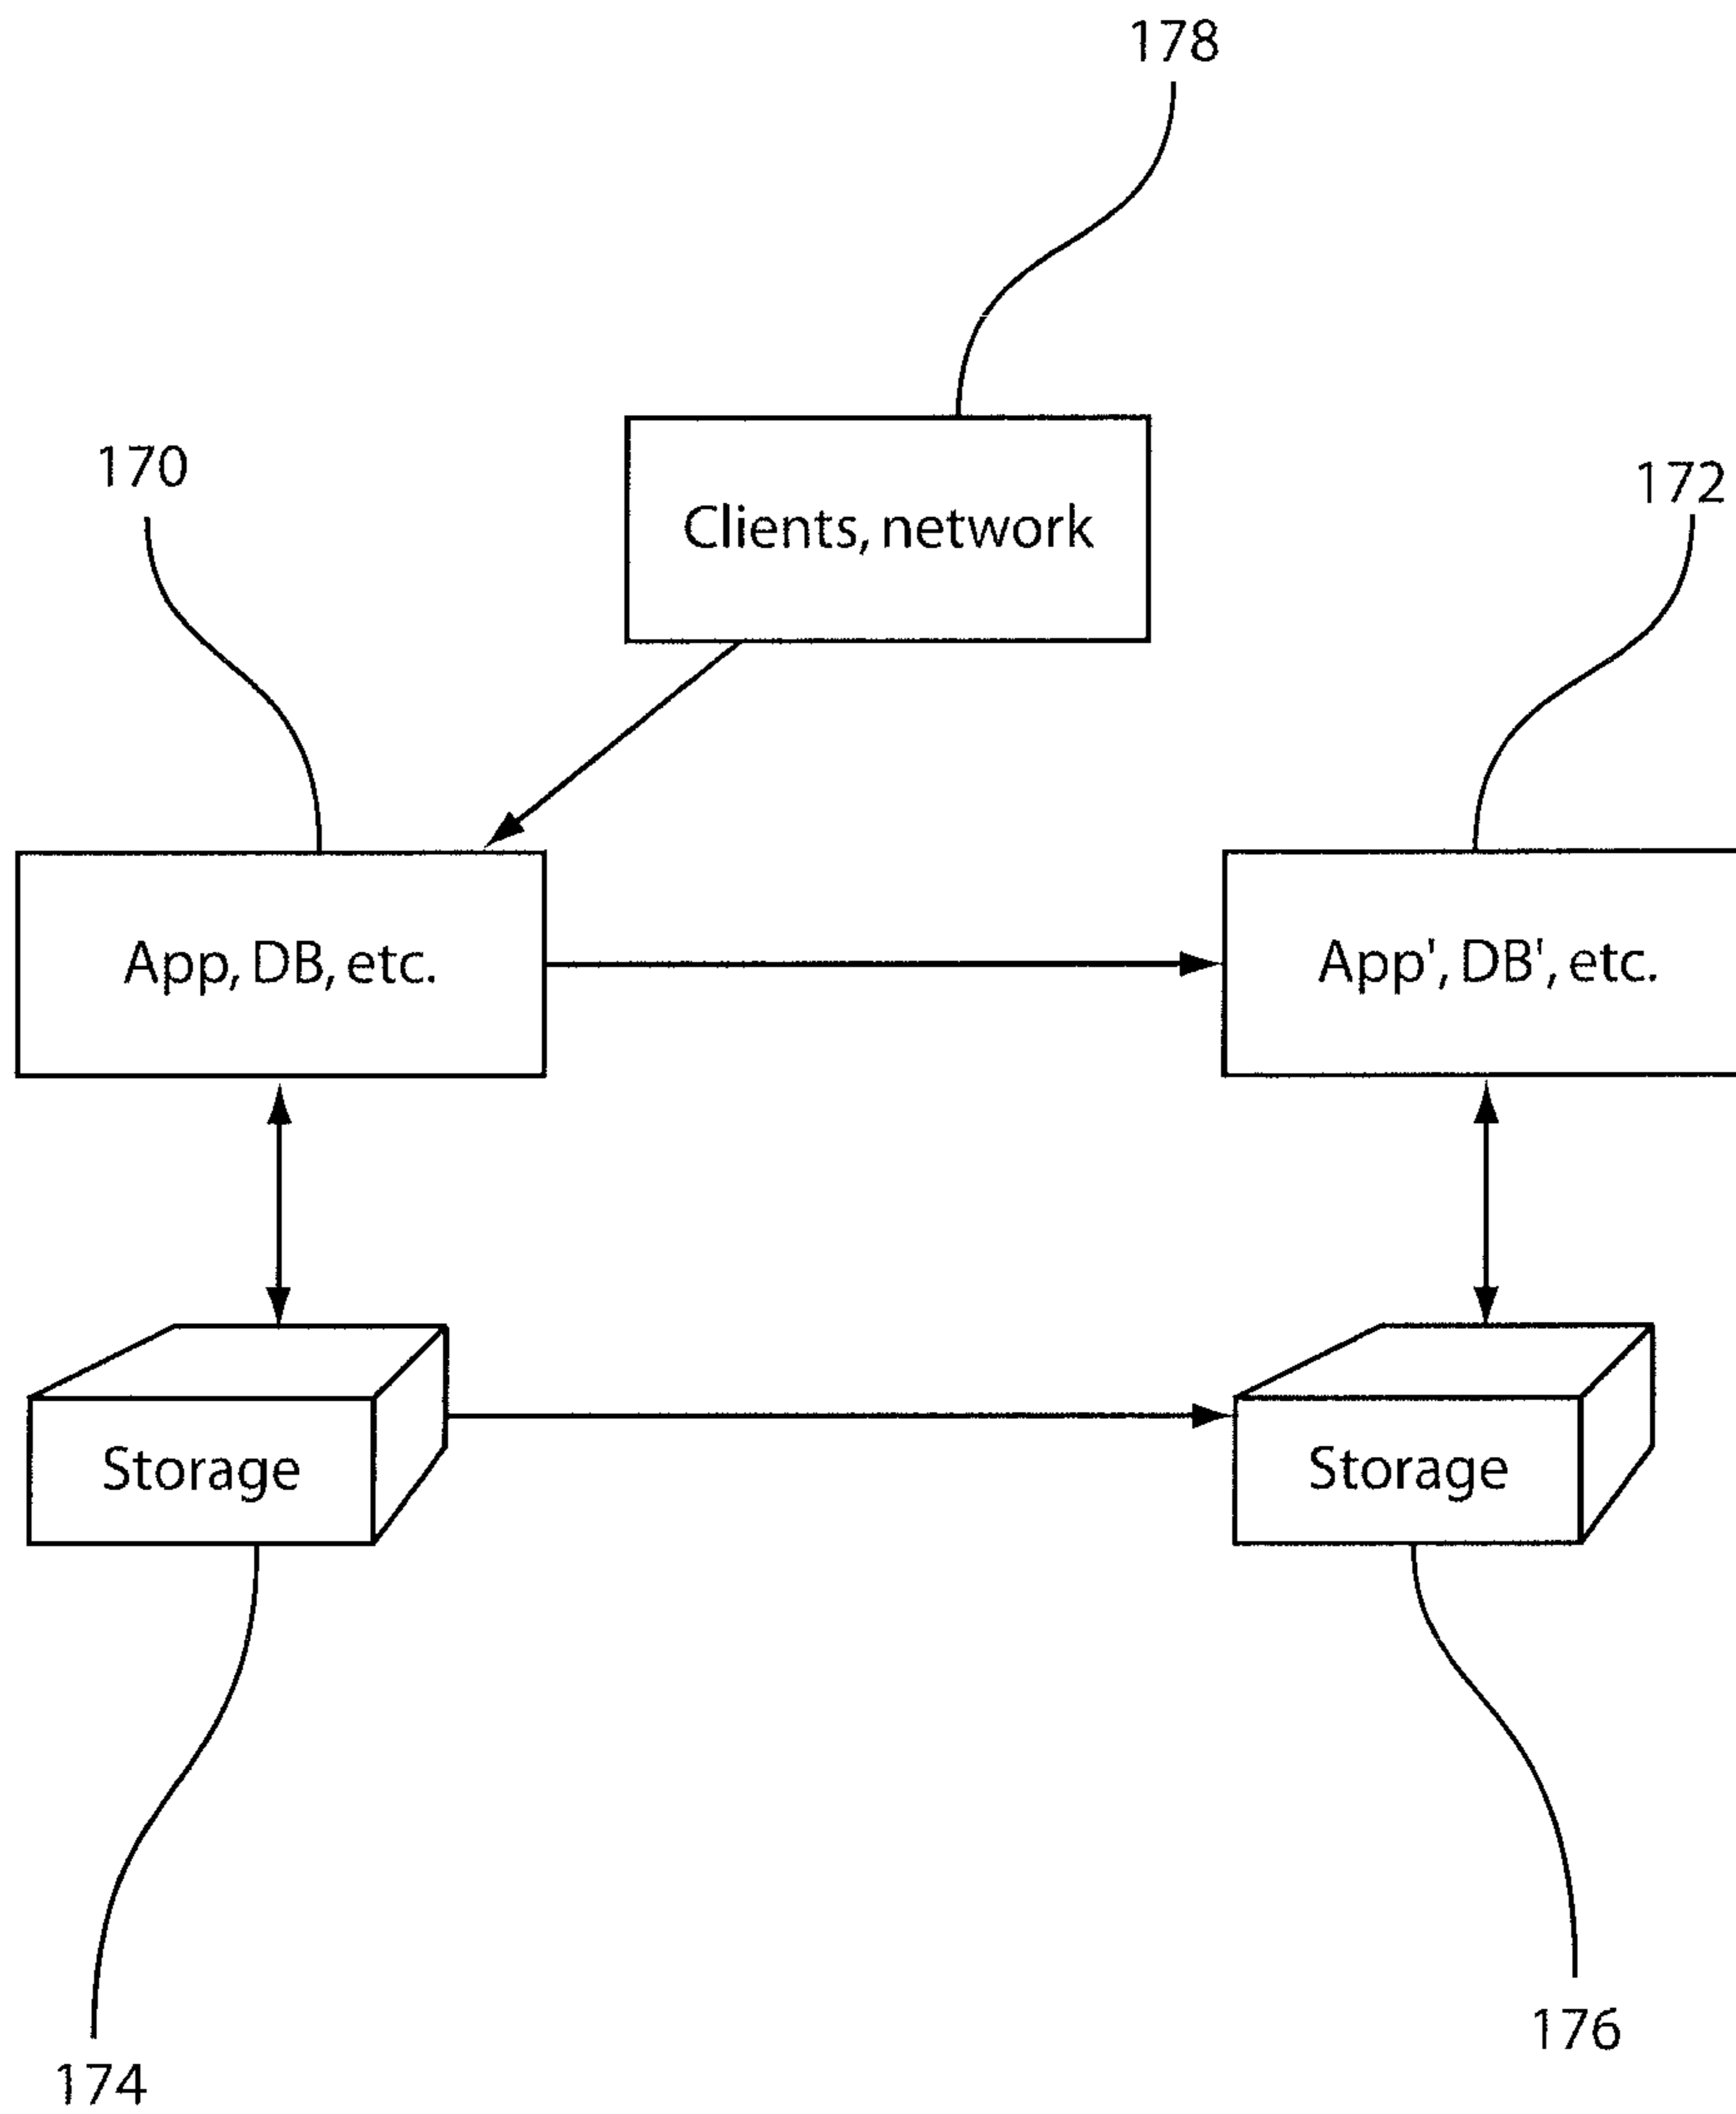 178
170
Clients, network
172
App, DB, etc.
App', DB', etc.
Storage
Storage
176
174